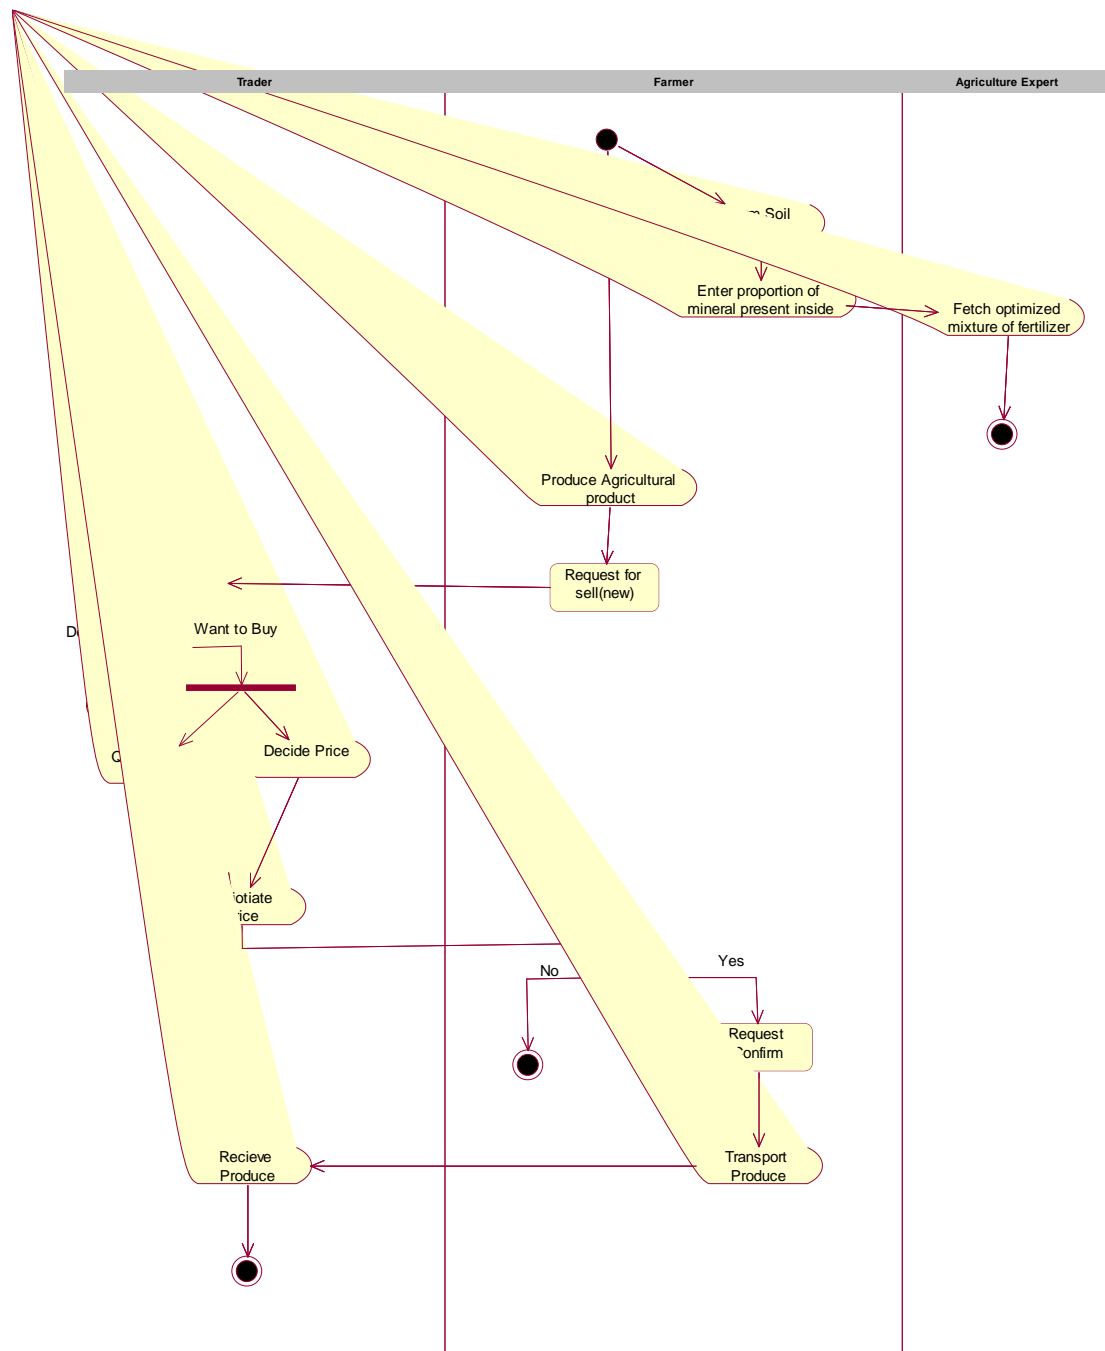 Trader
Farmer
Agriculture Expert
Soil
Enter proportion of
mineral present inside
Fetch optimized
mixture of fertilizer
Produce Agricultural
product
Request for
sell(new)
Want to Buy
Decide Price
No
Yes
Request
Recieve
Produce
Transport
Produce